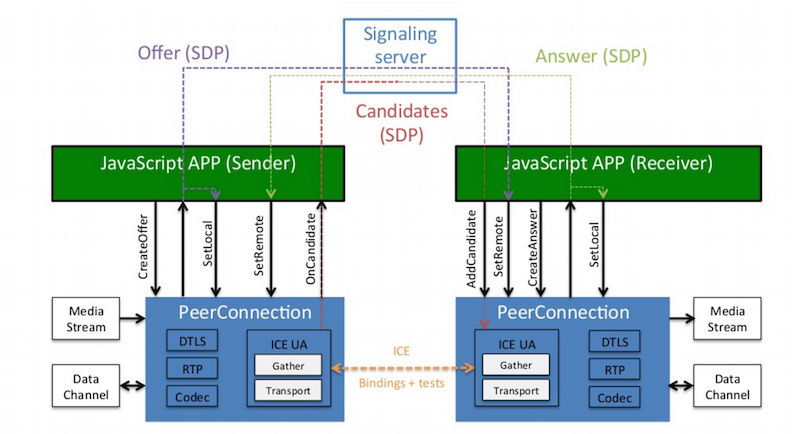 Signaling
server
Offer (SDP)
Answer (SDP)
Candidates
(SDP)
JavaScript APP (Sender)
JavaScript APP (Receiver)
CreateOffer
SetLocal
SetRemote
OnCandidate
AddCandidate
SetRemote
CreateAnswer
SetLocal
Media
Stream
Data
Channel
PeerConnection
DTLS
RTP
Codec
ICE UA
Gather
Transport
ICE
Bindings + tests
PeerConnection
ICE UA
Gather
Transport
DTLS
RTP
Codec
Media
Stream
Data
Channel